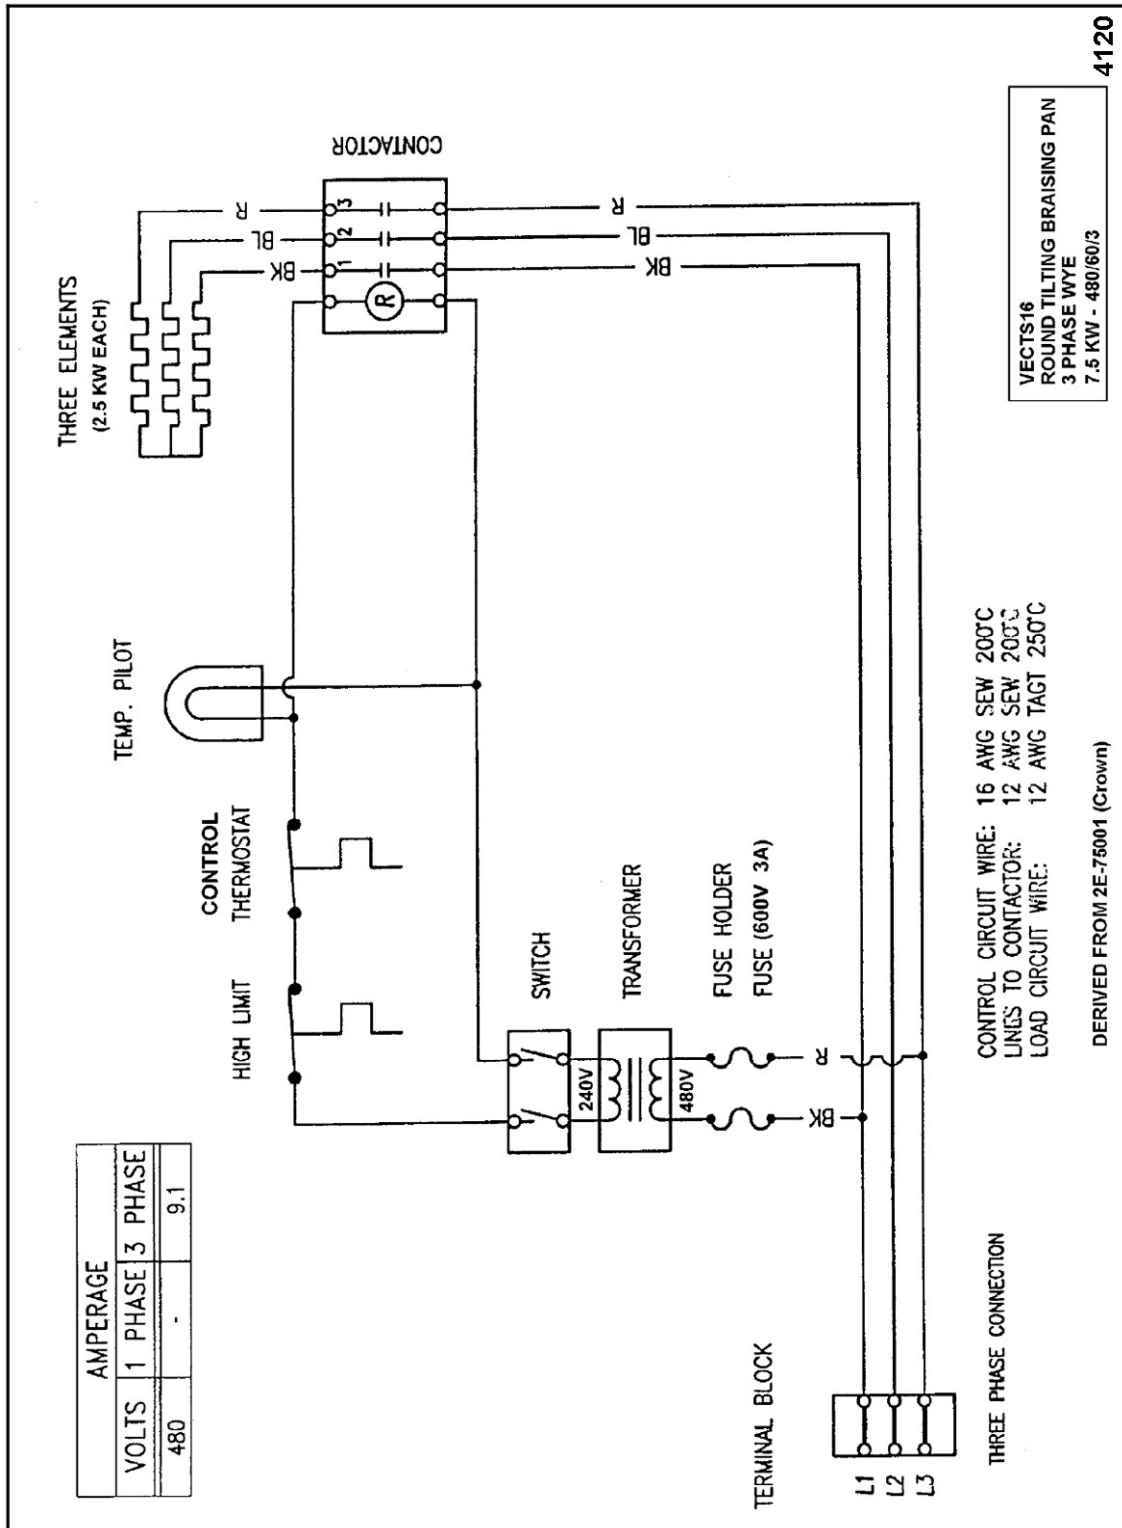 AMPERAGE
VOLTS 1 PHASE 3 PHASE
480 - 9.1
HIGH LIMIT
CONTROL
THERMOSTAT
TEMP. PILOT
THREE ELEMENTS
(2.5 KW EACH)
R
BL
BK
CONTACTOR
R
1
2
3
BK
BL
R
SWITCH
240V
TRANSFORMER
480V
FUSE HOLDER
FUSE (600V 3A)
BK
R
TERMINAL BLOCK
L1
L2
L3
THREE PHASE CONNECTION
CONTROL CIRCUIT WIRE: 16 AWG SEW 200°C
LINES TO CONTACTOR: 12 AWG SEW 200°C
LOAD CIRCUIT WIRE: 12 AWG TAGT 250°C
DERIVED FROM 2E-75001 (Crown)
VECTS16
ROUND TILTING BRAISING PAN
3 PHASE WYE
7.5 KW - 480/60/3
4120